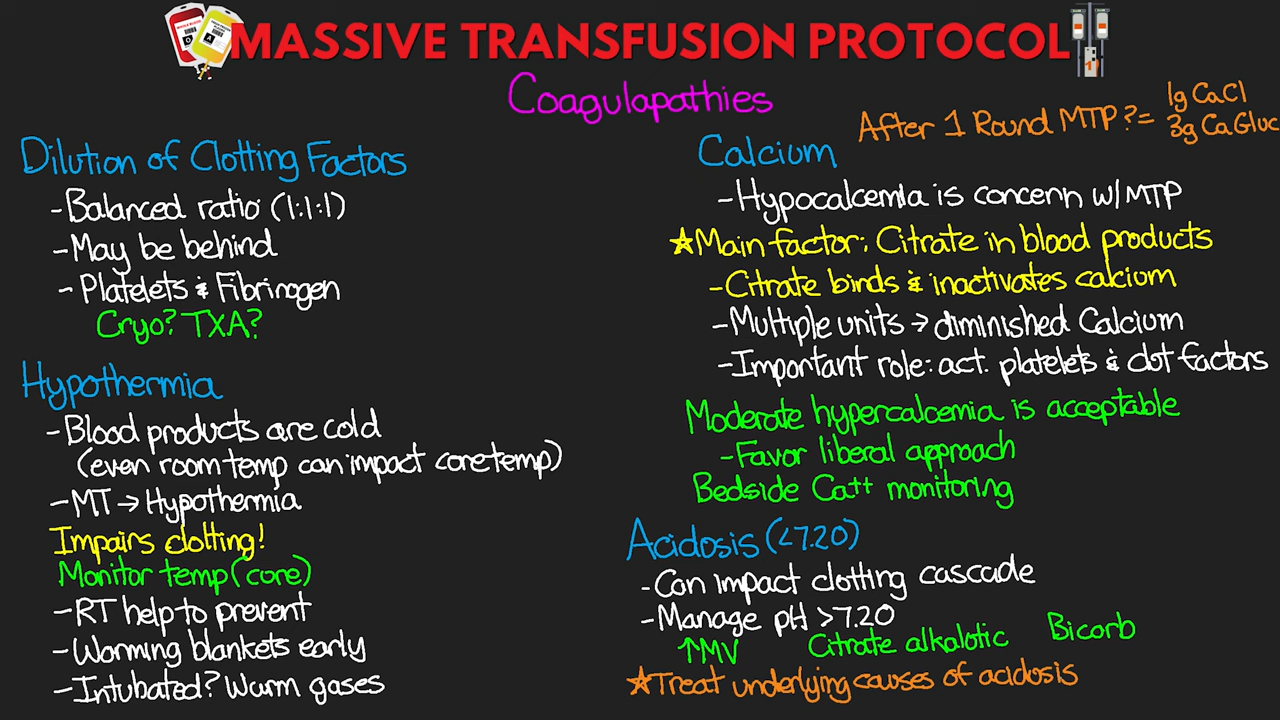 MASSIVE TRANSFUSION PROTOCOL
Coagulapathies
Dilution of Clotting Factors
-Balanced ratio (1:1:1)
-May be behind
-Platelets & Fibrinogen
Cryo? TXA?
Hypothermia
-Blood products are cold
(even room temp can impact core temp)
-MT → Hypothermia
Impairs clotting!
Monitor temp (core)
-RT help to prevent
-Warming blankets early
-Intubated? Warm gases
After 1 Round MTP? = 1g CaCl
3g CaGluc
Calcium
-Hypocalcemia is concern w/ MTP
☆Main factor: Citrate in blood products
-Citrate binds & inactivates calcium
-Multiple units → diminished Calcium
-Important role: act. platelets & clot factors
Moderate hypercalcemia is acceptable
-Favor liberal approach
Bedside Ca++ monitoring
Acidosis (<7.20)
-Can impact clotting cascade
-Manage pH >7.20
↑MV Citrate alkalotic Bicarb
☆Treat underlying causes of acidosis